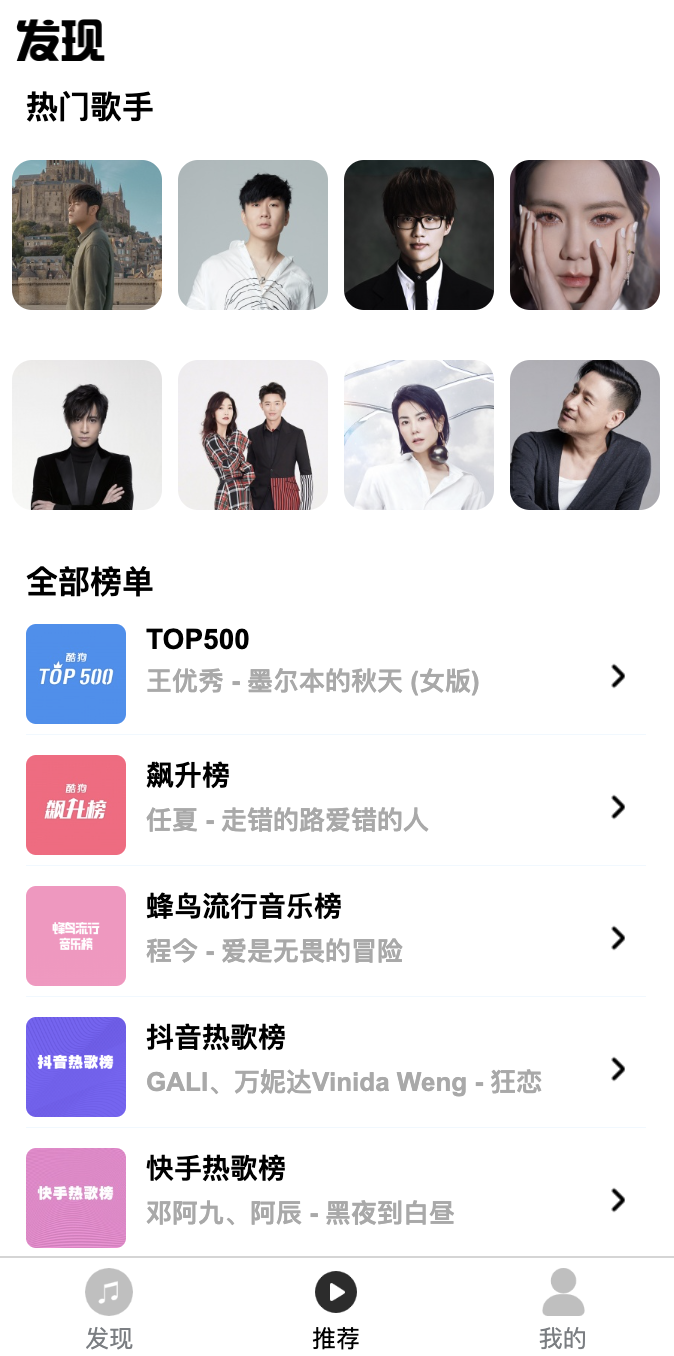 发现
热门歌手
全部榜单
酷狗
TOP 500
TOP500
王优秀 - 墨尔本的秋天 (女版)
酷狗
飙升榜
飙升榜
任夏 - 走错的路爱错的人
蜂鸟流行
音乐榜
蜂鸟流行音乐榜
程今 - 爱是无畏的冒险
抖音热歌榜
抖音热歌榜
GALI、万妮达Vinida Weng - 狂恋
快手热歌榜
快手热歌榜
邓阿九、阿辰 - 黑夜到白昼
发现
推荐
我的